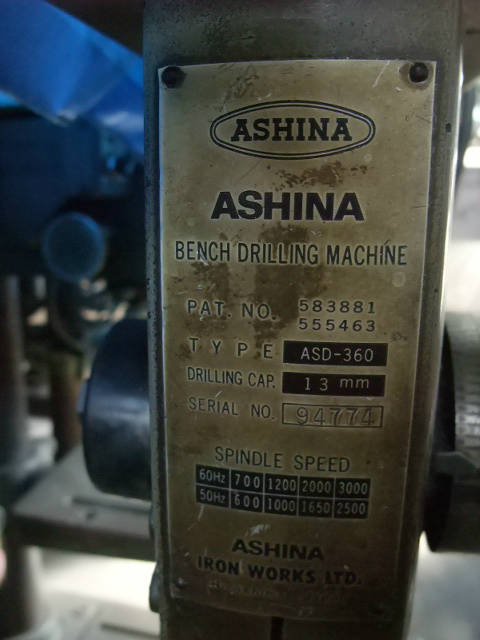 ASHINA
ASHINA
BENCH DRILLING MACHINE
PAT. NO. 583881
555463
TYPE ASD-360
DRILLING CAP. 13 mm
SERIAL NO. 94774
SPINDLE SPEED
60Hz 700 1200 2000 3000
50Hz 600 1000 1650 2500
ASHINA
IRON WORKS LTD.